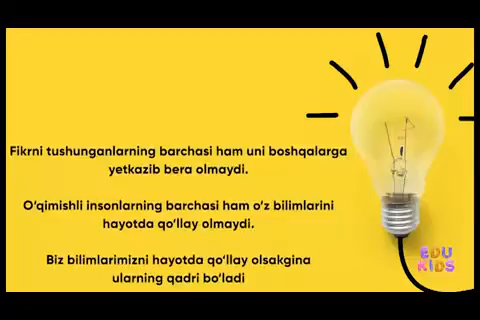 Fikrni tushunganlarning barchasi ham uni boshqalarga
yetkazib bera olmaydi.
O‘qimishli insonlarning barchasi ham o‘z bilimlarini
hayotda qo‘llay olmaydi.
Biz bilimlarimizni hayotda qo‘llay olsakgina
ularning qadri bo‘ladi
EDU
KIDS